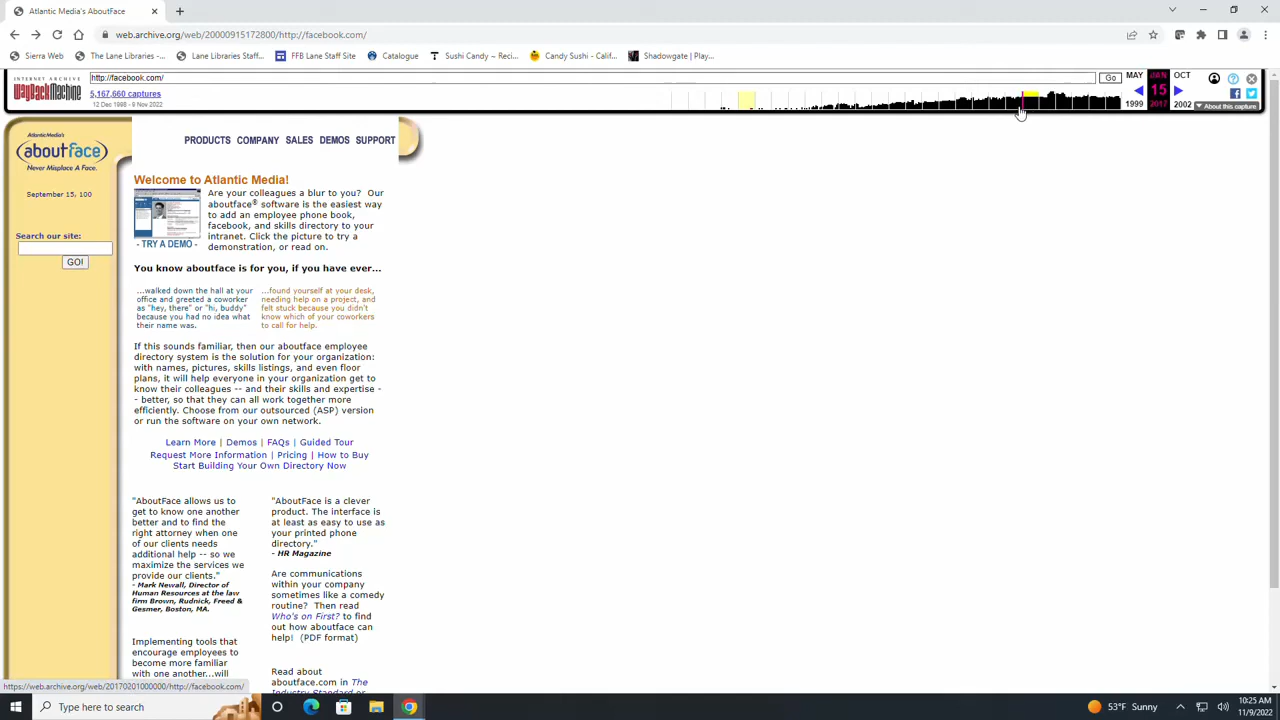 Atlantic Media's AboutFace
web.archive.org/web/20000915172800/http://facebook.com/
Sierra Web
The Lane Libraries -...
Lane Libraries Staff...
FFB Lane Staff Site
Catalogue
Sushi Candy – Reci...
Candy Sushi - Calif...
Shadowgate | Play...
INTERNET ARCHIVE
WayBackMachine
http://facebook.com/
Go
MAY
JAN
OCT
5,167,660 captures
15
12 Dec 1998 - 9 Nov 2022
1999
2017
2002
About this capture
AtlanticMedia's
aboutface
Never Misplace A Face.
September 15, 100
Search our site:
GO!
PRODUCTS COMPANY SALES DEMOS SUPPORT
Welcome to Atlantic Media!
- TRY A DEMO -
Are your colleagues a blur to you? Our
aboutface® software is the easiest way
to add an employee phone book,
facebook, and skills directory to your
intranet. Click the picture to try a
demonstration, or read on.
You know aboutface is for you, if you have ever...
...walked down the hall at your
office and greeted a coworker
as "hey, there" or "hi, buddy"
because you had no idea what
their name was.
...found yourself at your desk,
needing help on a project, and
felt stuck because you didn't
know which of your coworkers
to call for help.
If this sounds familiar, then our aboutface employee
directory system is the solution for your organization:
with names, pictures, skills listings, and even floor
plans, it will help everyone in your organization get to
know their colleagues -- and their skills and expertise -
- better, so that they can all work together more
efficiently. Choose from our outsourced (ASP) version
or run the software on your own network.
Learn More | Demos | FAQs | Guided Tour
Request More Information | Pricing | How to Buy
Start Building Your Own Directory Now
"AboutFace allows us to
get to know one another
better and to find the
right attorney when one
of our clients needs
additional help -- so we
maximize the services we
provide our clients."
- Mark Newall, Director of
Human Resources at the law
firm Brown, Rudnick, Freed &
Gesmer, Boston, MA.
Implementing tools that
encourage employees to
become more familiar
with one another...will
"AboutFace is a clever
product. The interface is
at least as easy to use as
your printed phone
directory."
- HR Magazine
Are communications
within your company
sometimes like a comedy
routine? Then read
Who's on First? to find
out how aboutface can
help! (PDF format)
Read about
aboutface.com in The
Industry Standard or
https://web.archive.org/web/20170201000000/http://facebook.com/
Type here to search
53°F Sunny
10:25 AM
11/9/2022